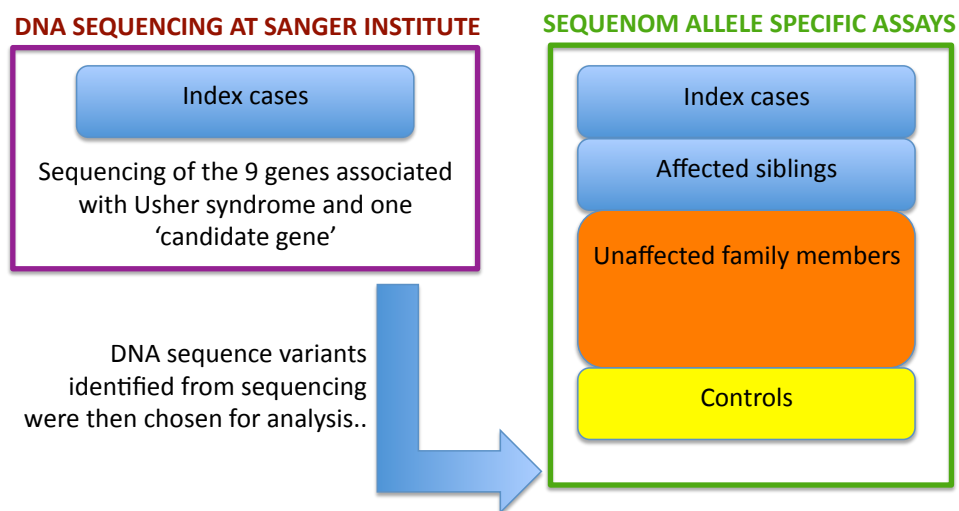 DNA SEQUENCING AT SANGER INSTITUTE
Index cases
Sequencing of the 9 genes associated
with Usher syndrome and one
‘candidate gene’
DNA sequence variants
identified from sequencing
were then chosen for analysis..
SEQUENOM ALLELE SPECIFIC ASSAYS
Index cases
Affected siblings
Unaffected family members
Controls